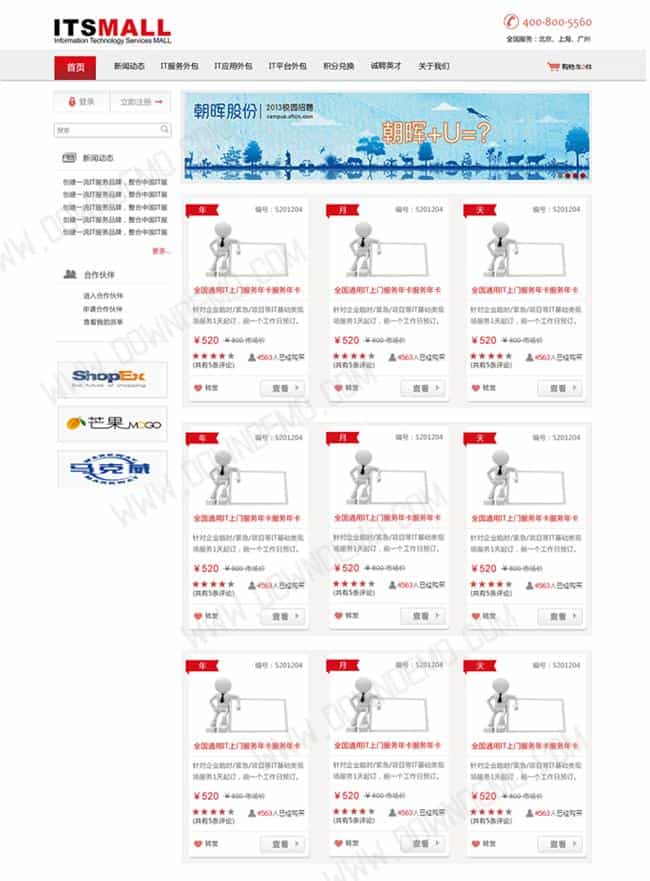 ITSMALL
Information Technology Services MALL
400-800-5560
全国服务：北京、上海、广州
首页 新闻动态 IT服务外包 IT应用外包 IT平台外包 积分兑换 诚聘英才 关于我们
登录 立即注册
搜索
新闻动态
创建一流IT服务品牌，整合中国IT服
创建一流IT服务品牌，整合中国IT服
创建一流IT服务品牌，整合中国IT服
创建一流IT服务品牌，整合中国IT服
创建一流IT服务品牌，整合中国IT服
更多...
合作伙伴
进入合作伙伴
申请合作伙伴
查看我的派单
ShopEx
the future of shopping
芒果MOGO
马克威
MARKWAY
MARKWAY
朝晖股份 2013校园招聘
朝晖+U=?
年 编号：S201204 月 编号：S201204 天 编号：S201204
全国通用IT上门服务年卡服务年卡 全国通用IT上门服务年卡服务年卡 全国通用IT上门服务年卡服务年卡
针对企业临时/紧急/项目等IT基础类现 针对企业临时/紧急/项目等IT基础类现 针对企业临时/紧急/项目等IT基础类现
场服务1天起订，前一个工作日预订。 场服务1天起订，前一个工作日预订。 场服务1天起订，前一个工作日预订。
￥520 ￥800 市场价 ￥520 ￥800 市场价 ￥520 ￥800 市场价
4563人已经购买 4563人已经购买 4563人已经购买
(共有5条评论) (共有5条评论) (共有5条评论)
转发 查看 转发 查看 转发 查看
年 编号：S201204 月 编号：S201204 天 编号：S201204
全国通用IT上门服务年卡服务年卡 全国通用IT上门服务年卡服务年卡 全国通用IT上门服务年卡服务年卡
针对企业临时/紧急/项目等IT基础类现 针对企业临时/紧急/项目等IT基础类现 针对企业临时/紧急/项目等IT基础类现
场服务1天起订，前一个工作日预订。 场服务1天起订，前一个工作日预订。 场服务1天起订，前一个工作日预订。
￥520 ￥800 市场价 ￥520 ￥800 市场价 ￥520 ￥800 市场价
4563人已经购买 4563人已经购买 4563人已经购买
(共有5条评论) (共有5条评论) (共有5条评论)
转发 查看 转发 查看 转发 查看
年 编号：S201204 月 编号：S201204 天 编号：S201204
全国通用IT上门服务年卡服务年卡 全国通用IT上门服务年卡服务年卡 全国通用IT上门服务年卡服务年卡
针对企业临时/紧急/项目等IT基础类现 针对企业临时/紧急/项目等IT基础类现 针对企业临时/紧急/项目等IT基础类现
场服务1天起订，前一个工作日预订。 场服务1天起订，前一个工作日预订。 场服务1天起订，前一个工作日预订。
￥520 ￥800 市场价 ￥520 ￥800 市场价 ￥520 ￥800 市场价
4563人已经购买 4563人已经购买 4563人已经购买
(共有5条评论) (共有5条评论) (共有5条评论)
转发 查看 转发 查看 转发 查看
WWW.DOWNDEMO.COM
WWW.DOWNDEMO.COM
WWW.DOWNDEMO.COM
WWW.DOWNDEMO.COM
WWW.DOWNDEMO.COM